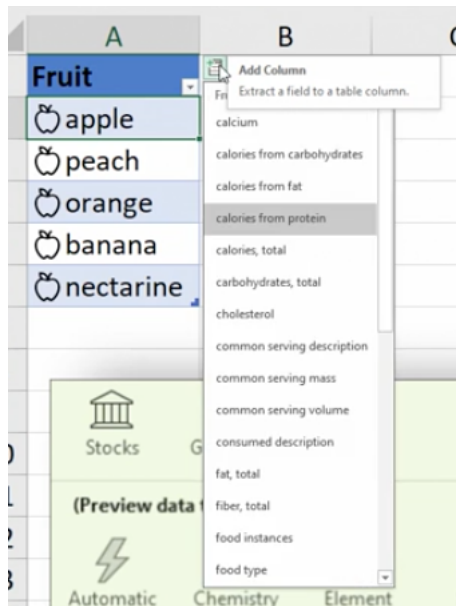 A B
Fruit
Add Column
Extract a field to a table column.
apple
calcium
peach
calories from carbohydrates
calories from fat
orange
calories from protein
banana
calories, total
nectarine
carbohydrates, total
cholesterol
common serving description
common serving mass
common serving volume
Stocks
consumed description
fat, total
(Preview data
fiber, total
food instances
food type
Automatic Chemistry Element